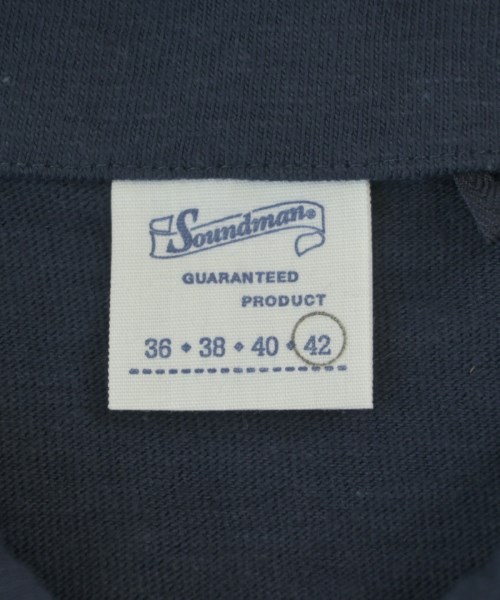 Soundman®
GUARANTEED
PRODUCT
36 • 38 • 40 • 42